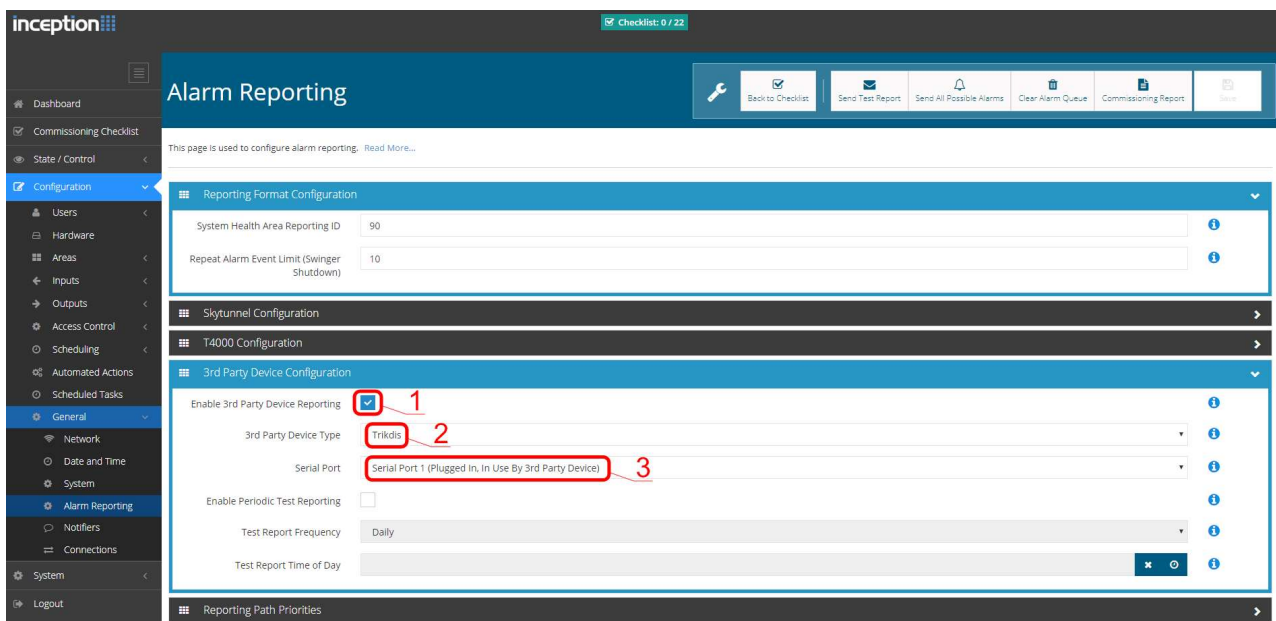 inception
Checklist: 0 / 22
Dashboard
Commissioning Checklist
State / Control
Configuration
Users
Hardware
Areas
Inputs
Outputs
Access Control
Scheduling
Automated Actions
Scheduled Tasks
General
Network
Date and Time
System
Alarm Reporting
Notifiers
Connections
System
Logout
Alarm Reporting
Back to Checklist
Send Test Report
Send All Possible Alarms
Clear Alarm Queue
Commissioning Report
Save
This page is used to configure alarm reporting. Read More...
Reporting Format Configuration
System Health Area Reporting ID 90
Repeat Alarm Event Limit (Swinger 10
Shutdown)
Skytunnel Configuration
T4000 Configuration
3rd Party Device Configuration
Enable 3rd Party Device Reporting 1
3rd Party Device Type Trikdis 2
Serial Port Serial Port 1 (Plugged In, In Use By 3rd Party Device) 3
Enable Periodic Test Reporting
Test Report Frequency Daily
Test Report Time of Day
Reporting Path Priorities